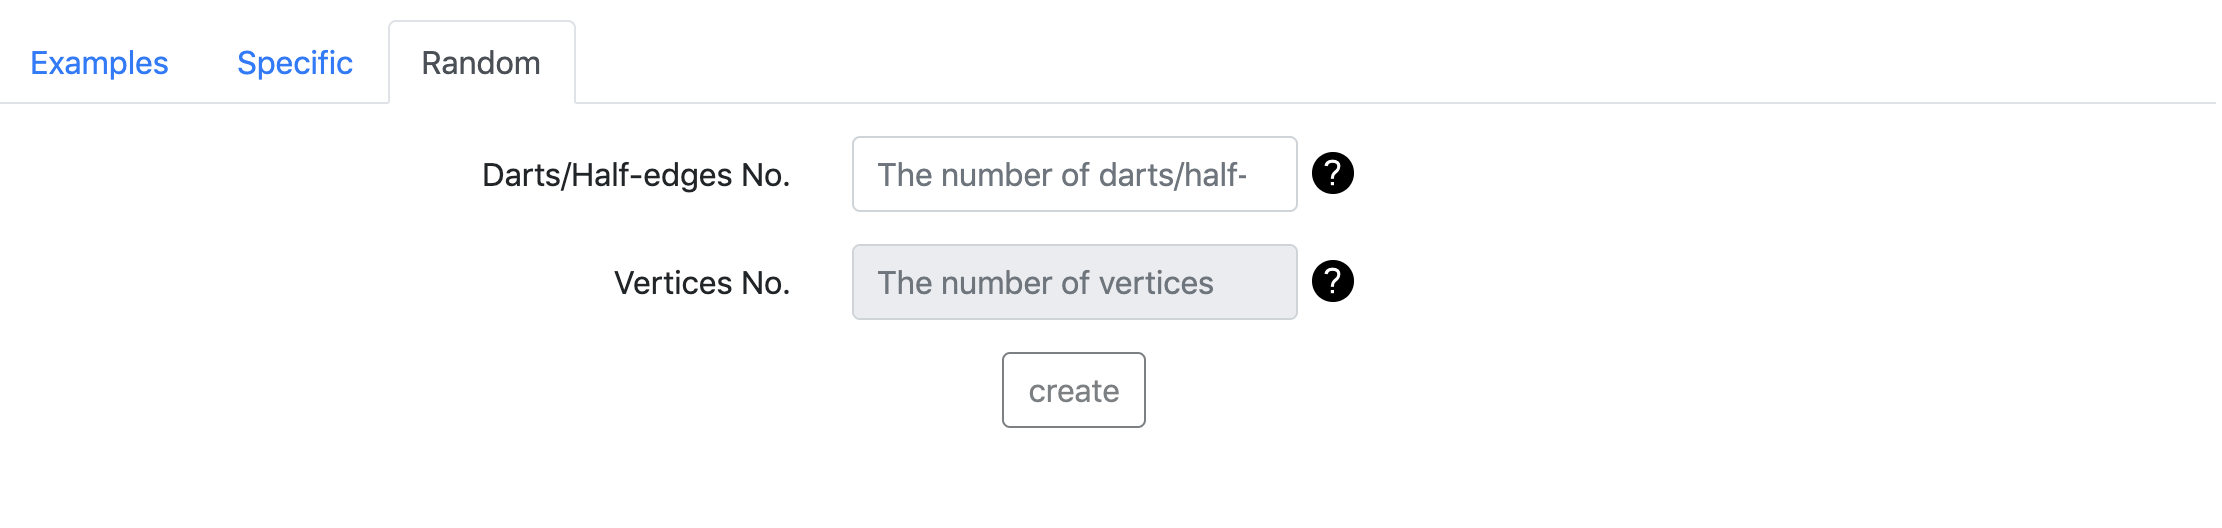 Examples Specific Random
Darts/Half-edges No. The number of darts/half- ?
Vertices No. The number of vertices ?
create